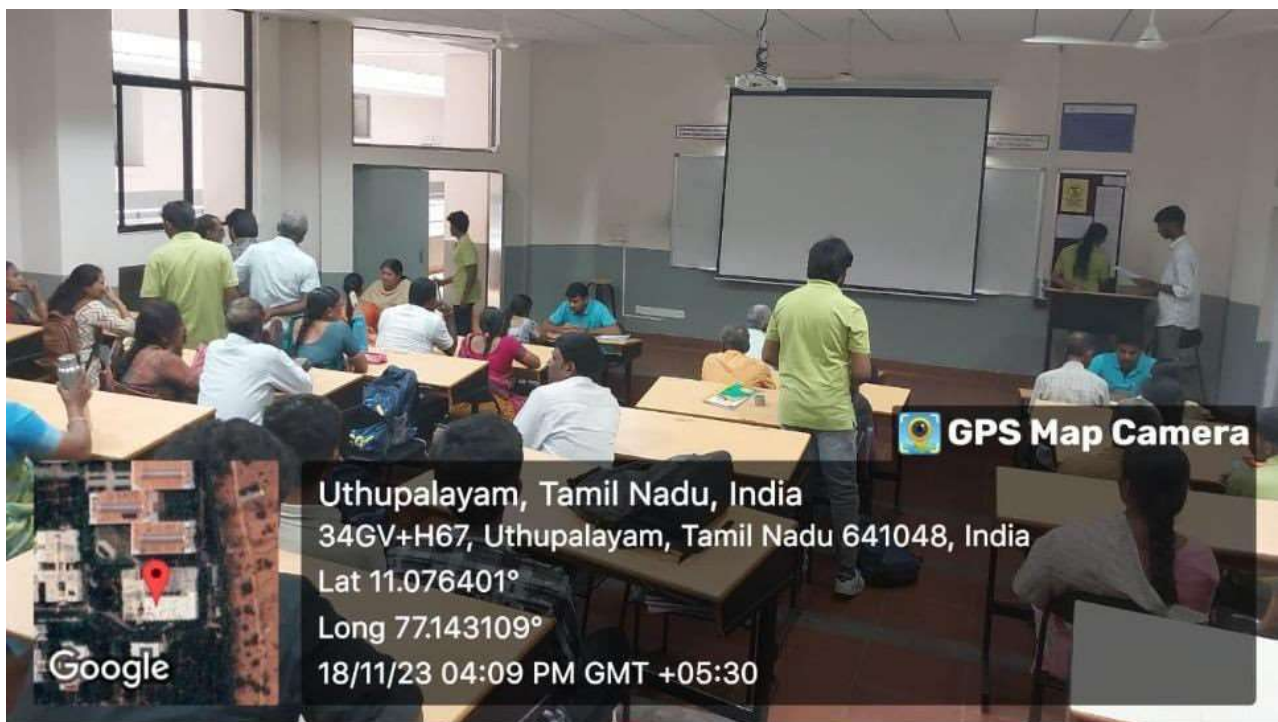 GPS Map Camera
Uthupalayam, Tamil Nadu, India
34GV+H67, Uthupalayam, Tamil Nadu 641048, India
Lat 11.076401°
Long 77.143109°
18/11/23 04:09 PM GMT +05:30
Google